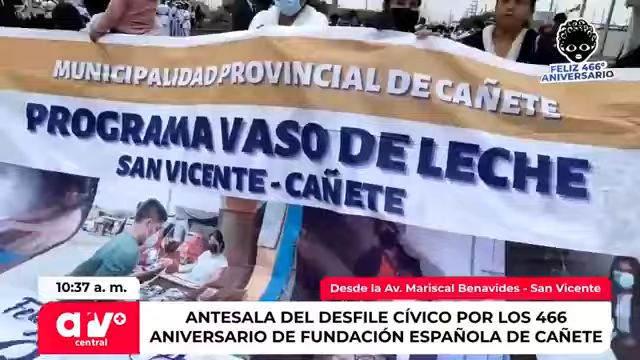 FELIZ 466°
ANIVERSARIO
MUNICIPALIDAD PROVINCIAL DE CAÑETE
PROGRAMA VASO DE LECHE
SAN VICENTE - CAÑETE
10:37 a. m.
Desde la Av. Mariscal Benavides - San Vicente
atv+
central
ANTESALA DEL DESFILE CÍVICO POR LOS 466
ANIVERSARIO DE FUNDACIÓN ESPAÑOLA DE CAÑETE